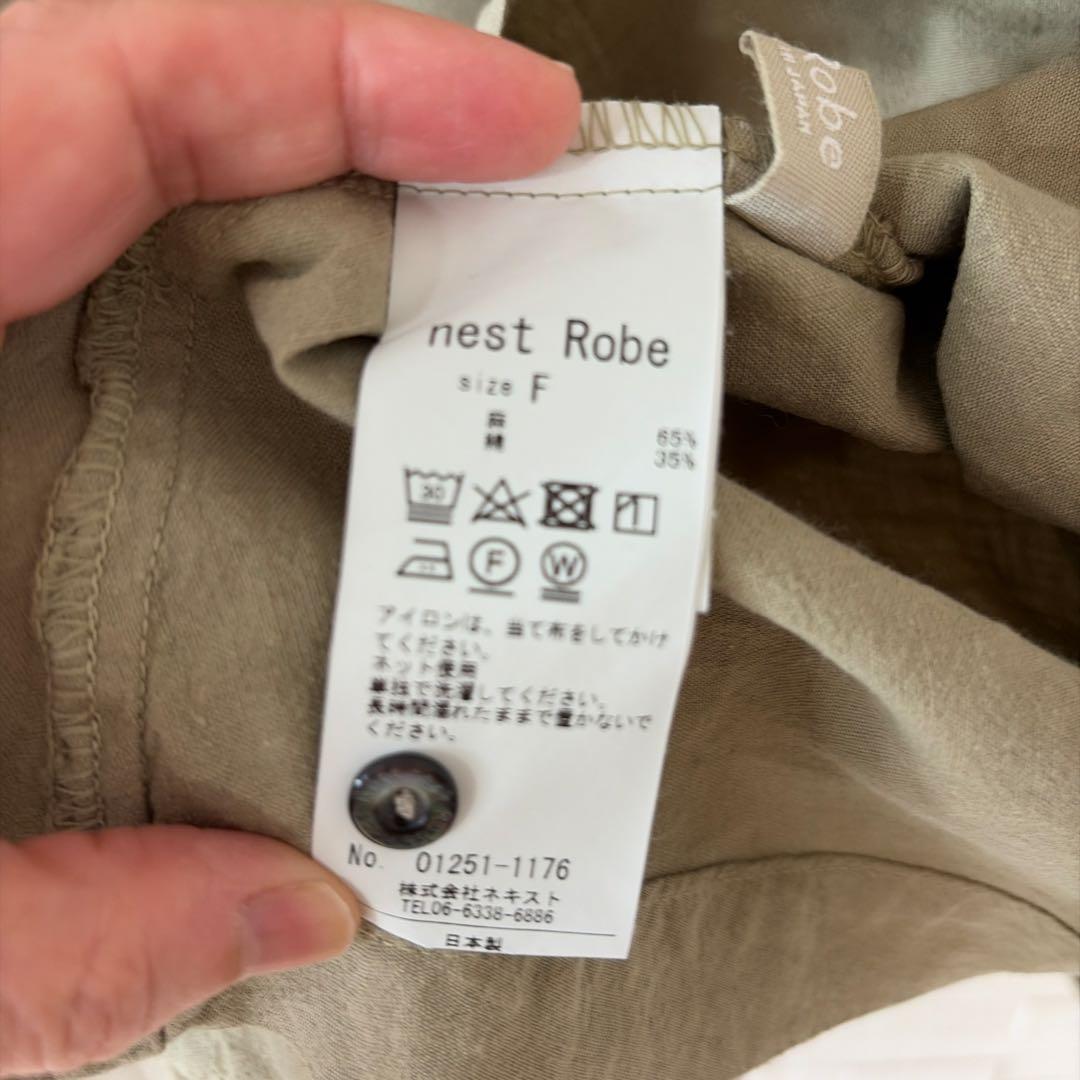 Robe
IN JAPAN
nest Robe
size F
麻 65%
綿 35%
30
F
W
アイロンは、当て布をしてかけ
てください。
ネット使用
単独で洗濯してください。
長時間濡れたままで置かないで
ください。
No. 01251-1176
株式会社ネキスト
TEL06-6338-6886
日本製